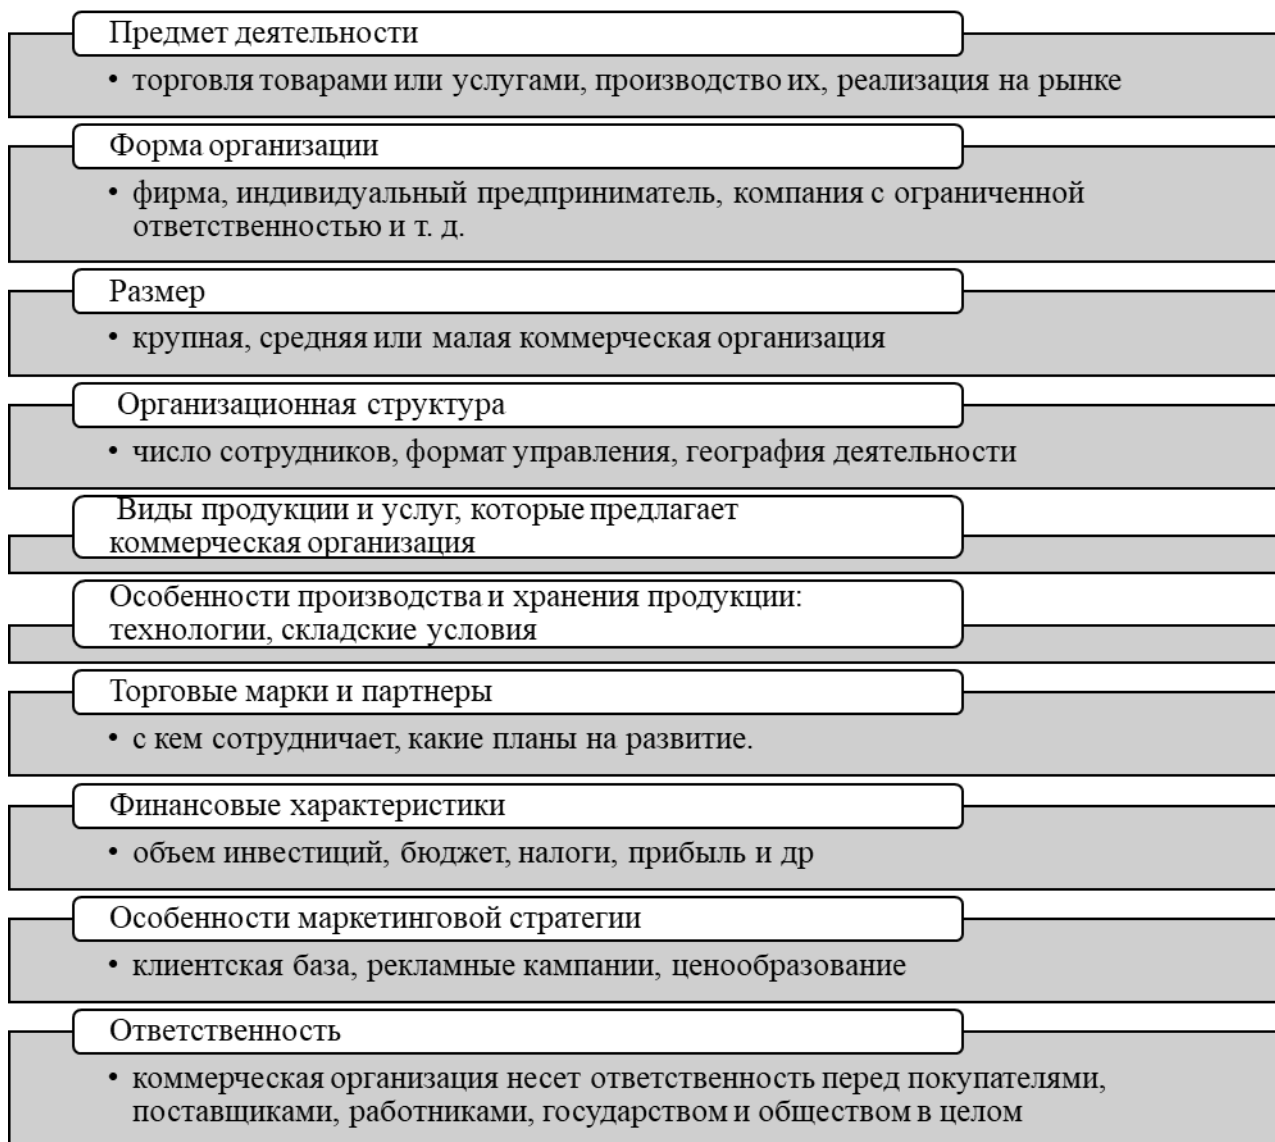 Предмет деятельности
• торговля товарами или услугами, производство их, реализация на рынке
Форма организации
• фирма, индивидуальный предприниматель, компания с ограниченной
ответственностью и т. д.
Размер
• крупная, средняя или малая коммерческая организация
Организационная структура
• число сотрудников, формат управления, география деятельности
Виды продукции и услуг, которые предлагает
коммерческая организация
Особенности производства и хранения продукции:
технологии, складские условия
Торговые марки и партнеры
• с кем сотрудничает, какие планы на развитие.
Финансовые характеристики
• объем инвестиций, бюджет, налоги, прибыль и др
Особенности маркетинговой стратегии
• клиентская база, рекламные кампании, ценообразование
Ответственность
• коммерческая организация несет ответственность перед покупателями,
поставщиками, работниками, государством и обществом в целом